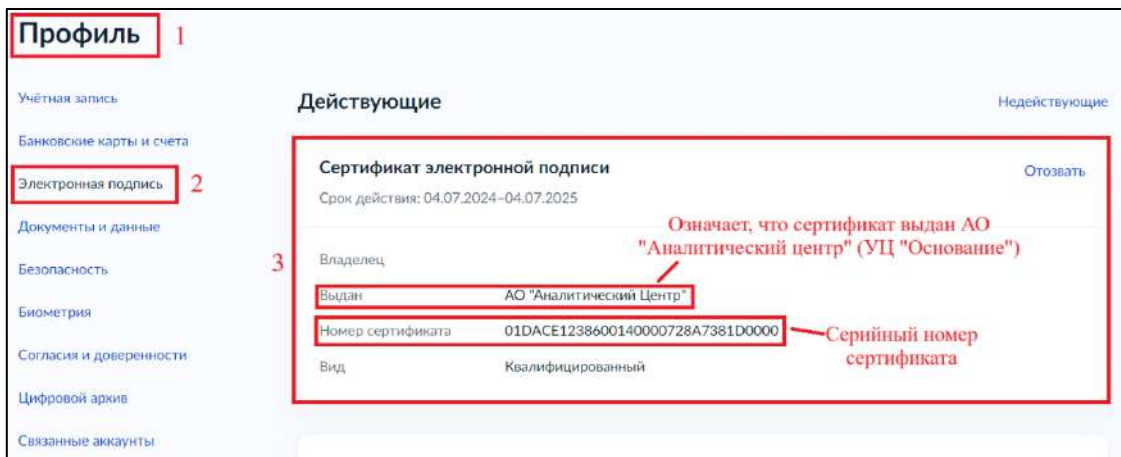 Профиль 1
Учётная запись
Банковские карты и счета
Электронная подпись 2
Документы и данные
Безопасность
Биометрия
Согласия и доверенности
Цифровой архив
Связанные аккаунты
Действующие
Недействующие
3
Сертификат электронной подписи
Отозвать
Срок действия: 04.07.2024–04.07.2025
Означает, что сертификат выдан АО
"Аналитический центр" (УЦ "Основание")
Владелец
Выдан АО "Аналитический Центр"
Номер сертификата 01DACE1238600140000728A7381D0000
Серийный номер
сертификата
Вид Квалифицированный